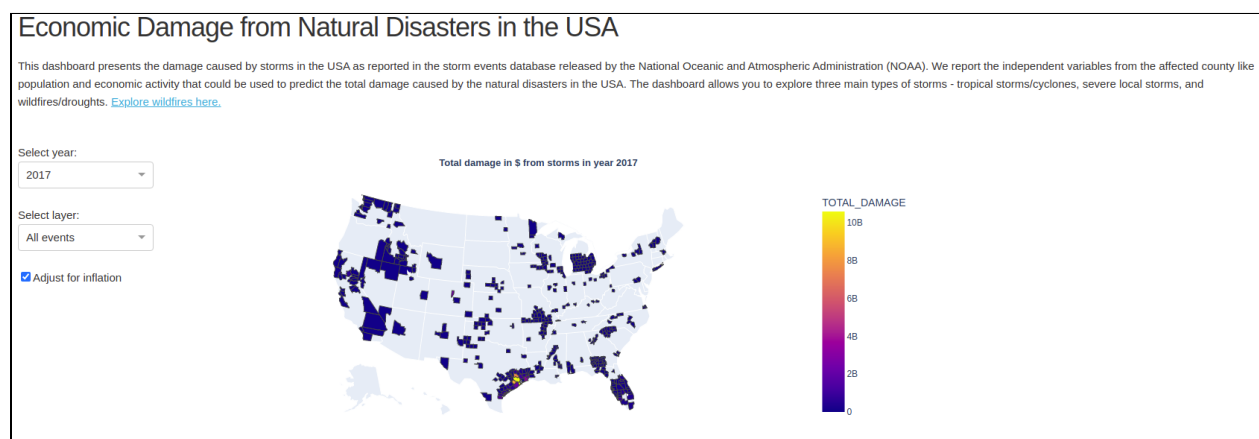 Economic Damage from Natural Disasters in the USA
This dashboard presents the damage caused by storms in the USA as reported in the storm events database released by the National Oceanic and Atmospheric Administration (NOAA). We report the independent variables from the affected county like
population and economic activity that could be used to predict the total damage caused by the natural disasters in the USA. The dashboard allows you to explore three main types of storms - tropical storms/cyclones, severe local storms, and
wildfires/droughts. Explore wildfires here.
Select year:
2017
Select layer:
All events
Adjust for inflation
Total damage in $ from storms in year 2017
TOTAL_DAMAGE
10B
8B
6B
4B
2B
0